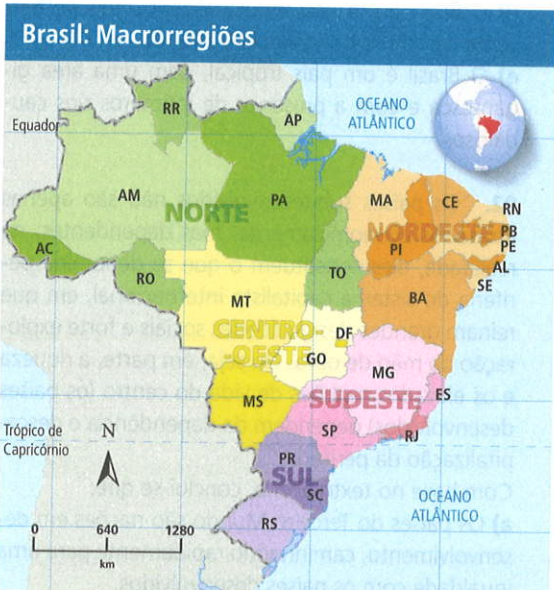 Brasil: Macrorregiões
RR
AP
OCEANO
ATLÂNTICO
Equador
AM
PA
MA
CE
RN
NORTE
NORDESTE
PB
PE
PI
AC
AL
RO
TO
SE
MT
BA
CENTRO-
OESTE
DF
GO
MG
MS
ES
SUDESTE
SP
RJ
Trópico de
Capricórnio
N
PR
SUL
SC
OCEANO
ATLÂNTICO
RS
0 640 1280
km